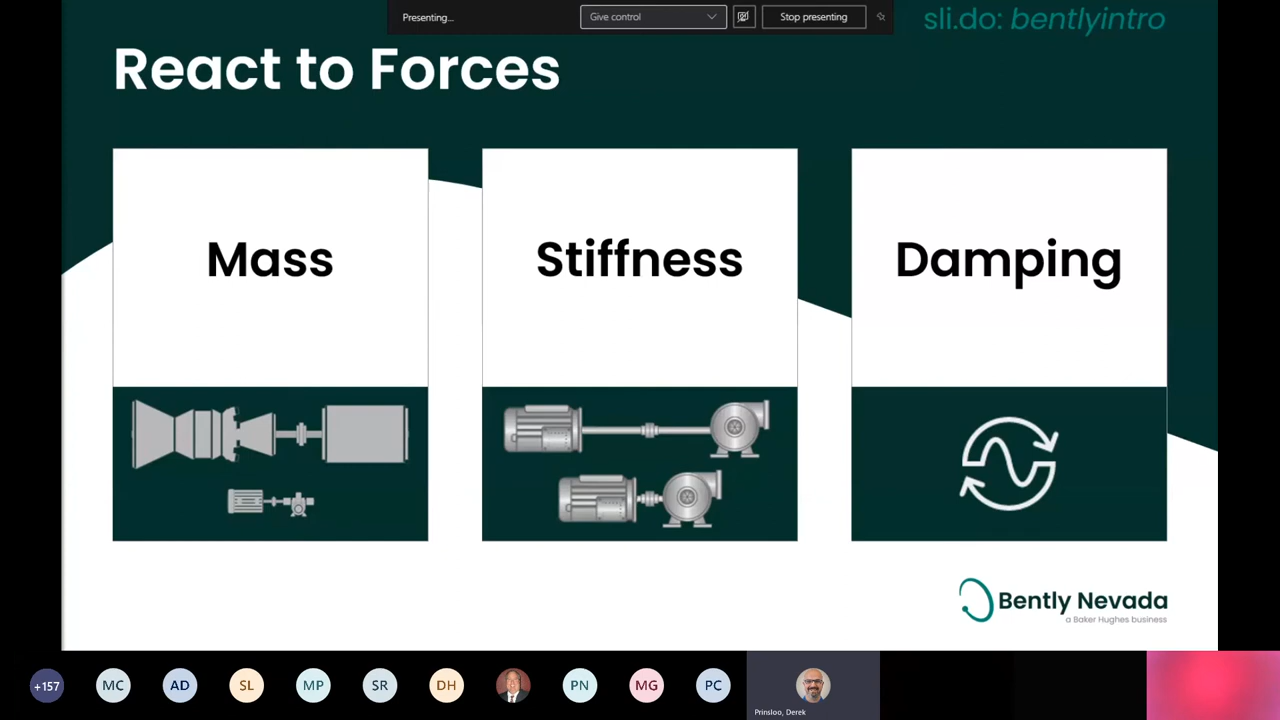 Presenting...
Give control
Stop presenting
sli.do: bentlyintro
React to Forces
Mass
Stiffness
Damping
Bently Nevada
a Baker Hughes business
+157
MC
AD
SL
MP
SR
DH
PN
MG
PC
Prinsloo, Derek